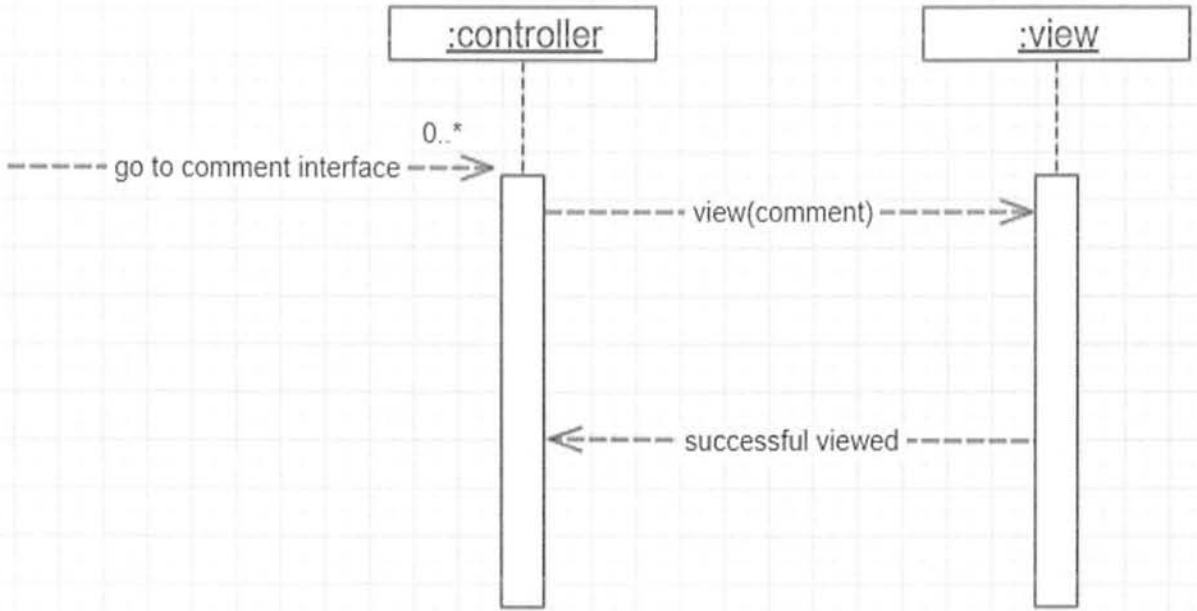 :controller
:view
0..*
go to comment interface
view(comment)
successful viewed